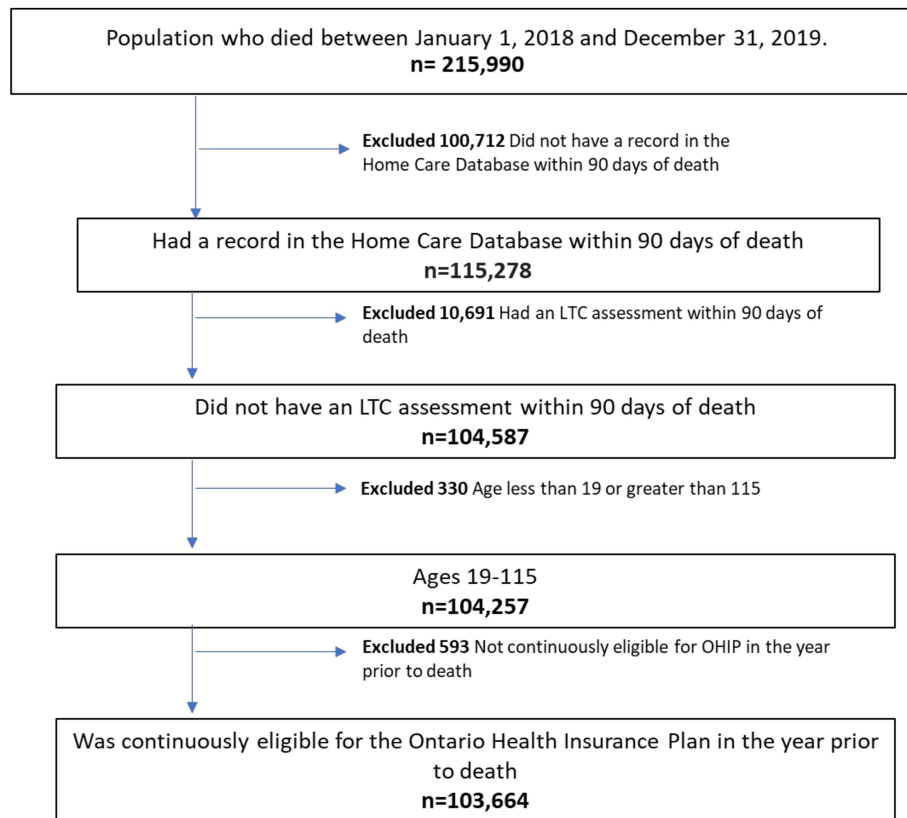 Population who died between January 1, 2018 and December 31, 2019.
n= 215,990
Excluded 100,712 Did not have a record in the
Home Care Database within 90 days of death
Had a record in the Home Care Database within 90 days of death
n=115,278
Excluded 10,691 Had an LTC assessment within 90 days of
death
Did not have an LTC assessment within 90 days of death
n=104,587
Excluded 330 Age less than 19 or greater than 115
Ages 19-115
n=104,257
Excluded 593 Not continuously eligible for OHIP in the year
prior to death
Was continuously eligible for the Ontario Health Insurance Plan in the year prior
to death
n=103,664